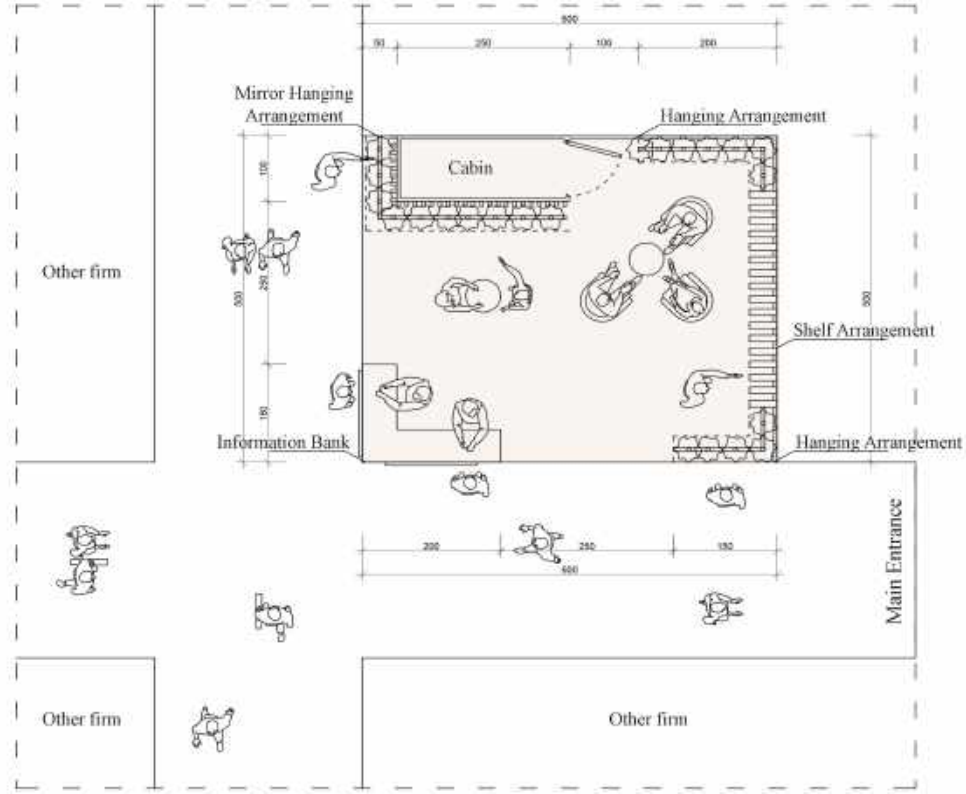 600
50
250
100
200
Mirror Hanging
Arrangement
Hanging Arrangement
Cabin
100
Other firm
250
500
500
Shelf Arrangement
150
Information Bank
Hanging Arrangement
200
250
150
600
Main Entrance
Other firm
Other firm